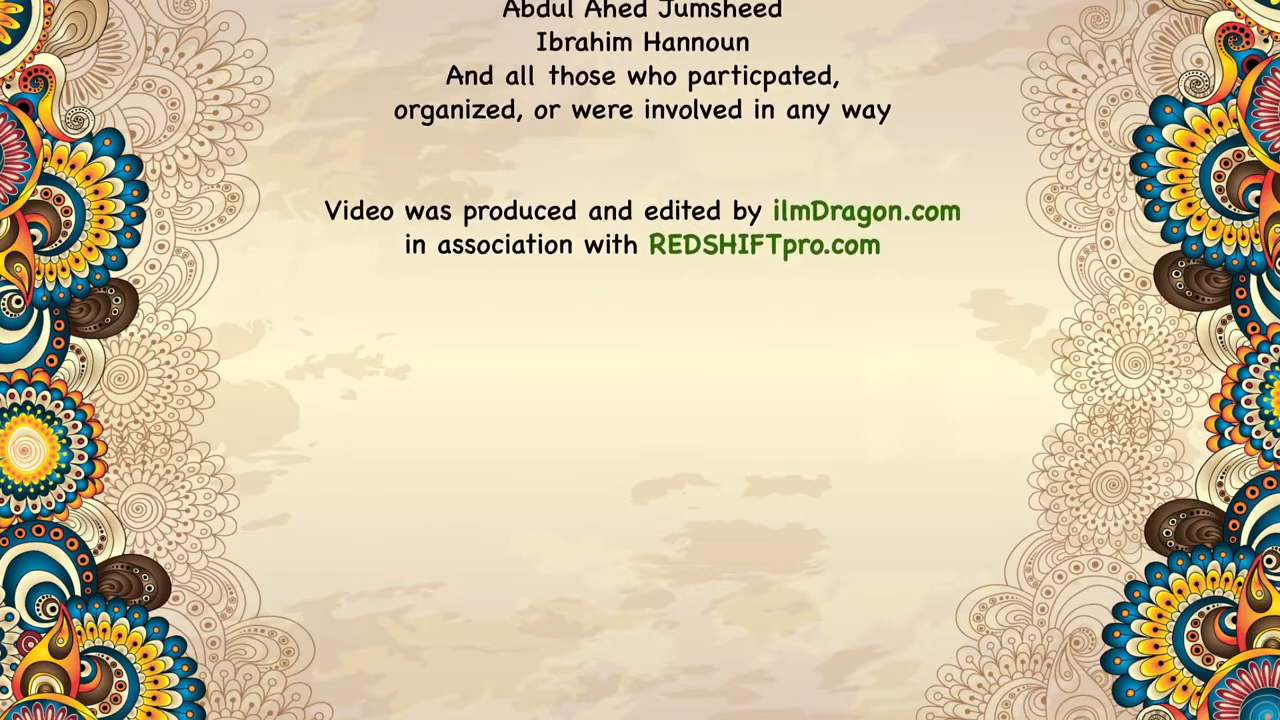 Abdul Ahed Jumsheed
Ibrahim Hannoun
And all those who particpated,
organized, or were involved in any way
Video was produced and edited by ilmDragon.com
in association with REDSHIFTpro.com